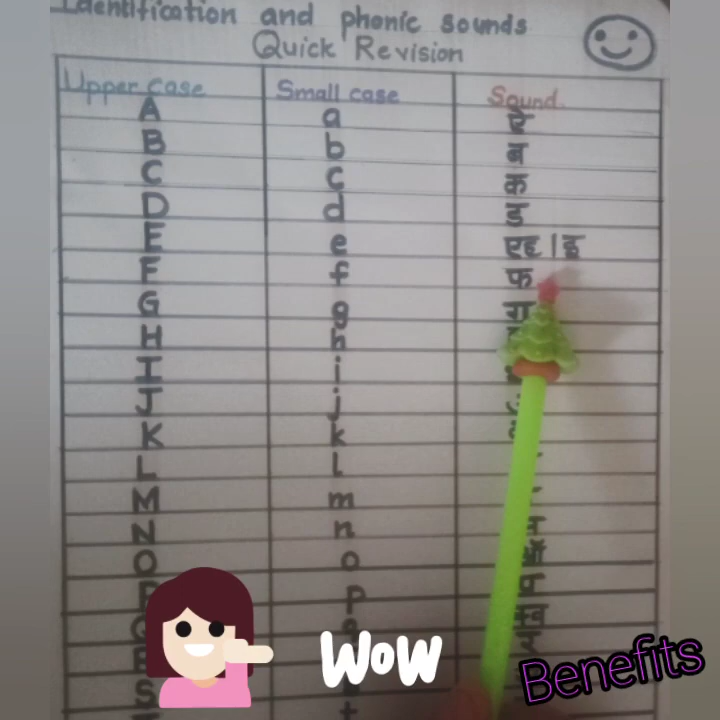 Identification and phonic sounds
Quick Revision
Upper case Small case Sound
A a ऐ
B b ब
C c क
D d ड
E e एह । इ
F f फ
G g ग
H h
I i
J j
K k
L l
M m
N n न
O o ऑ
P p प
S
t
WOW
Benefits